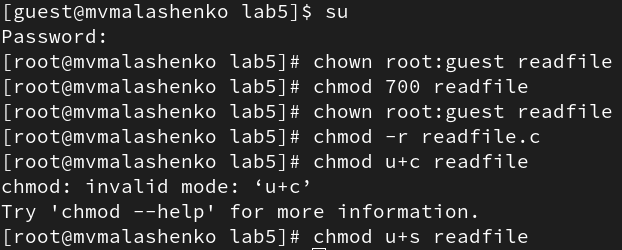 [guest@mvmalashenko lab5]$ su
Password:
[root@mvmalashenko lab5]# chown root:guest readfile
[root@mvmalashenko lab5]# chmod 700 readfile
[root@mvmalashenko lab5]# chown root:guest readfile
[root@mvmalashenko lab5]# chmod -r readfile.c
[root@mvmalashenko lab5]# chmod u+c readfile
chmod: invalid mode: ‘u+c’
Try 'chmod --help' for more information.
[root@mvmalashenko lab5]# chmod u+s readfile